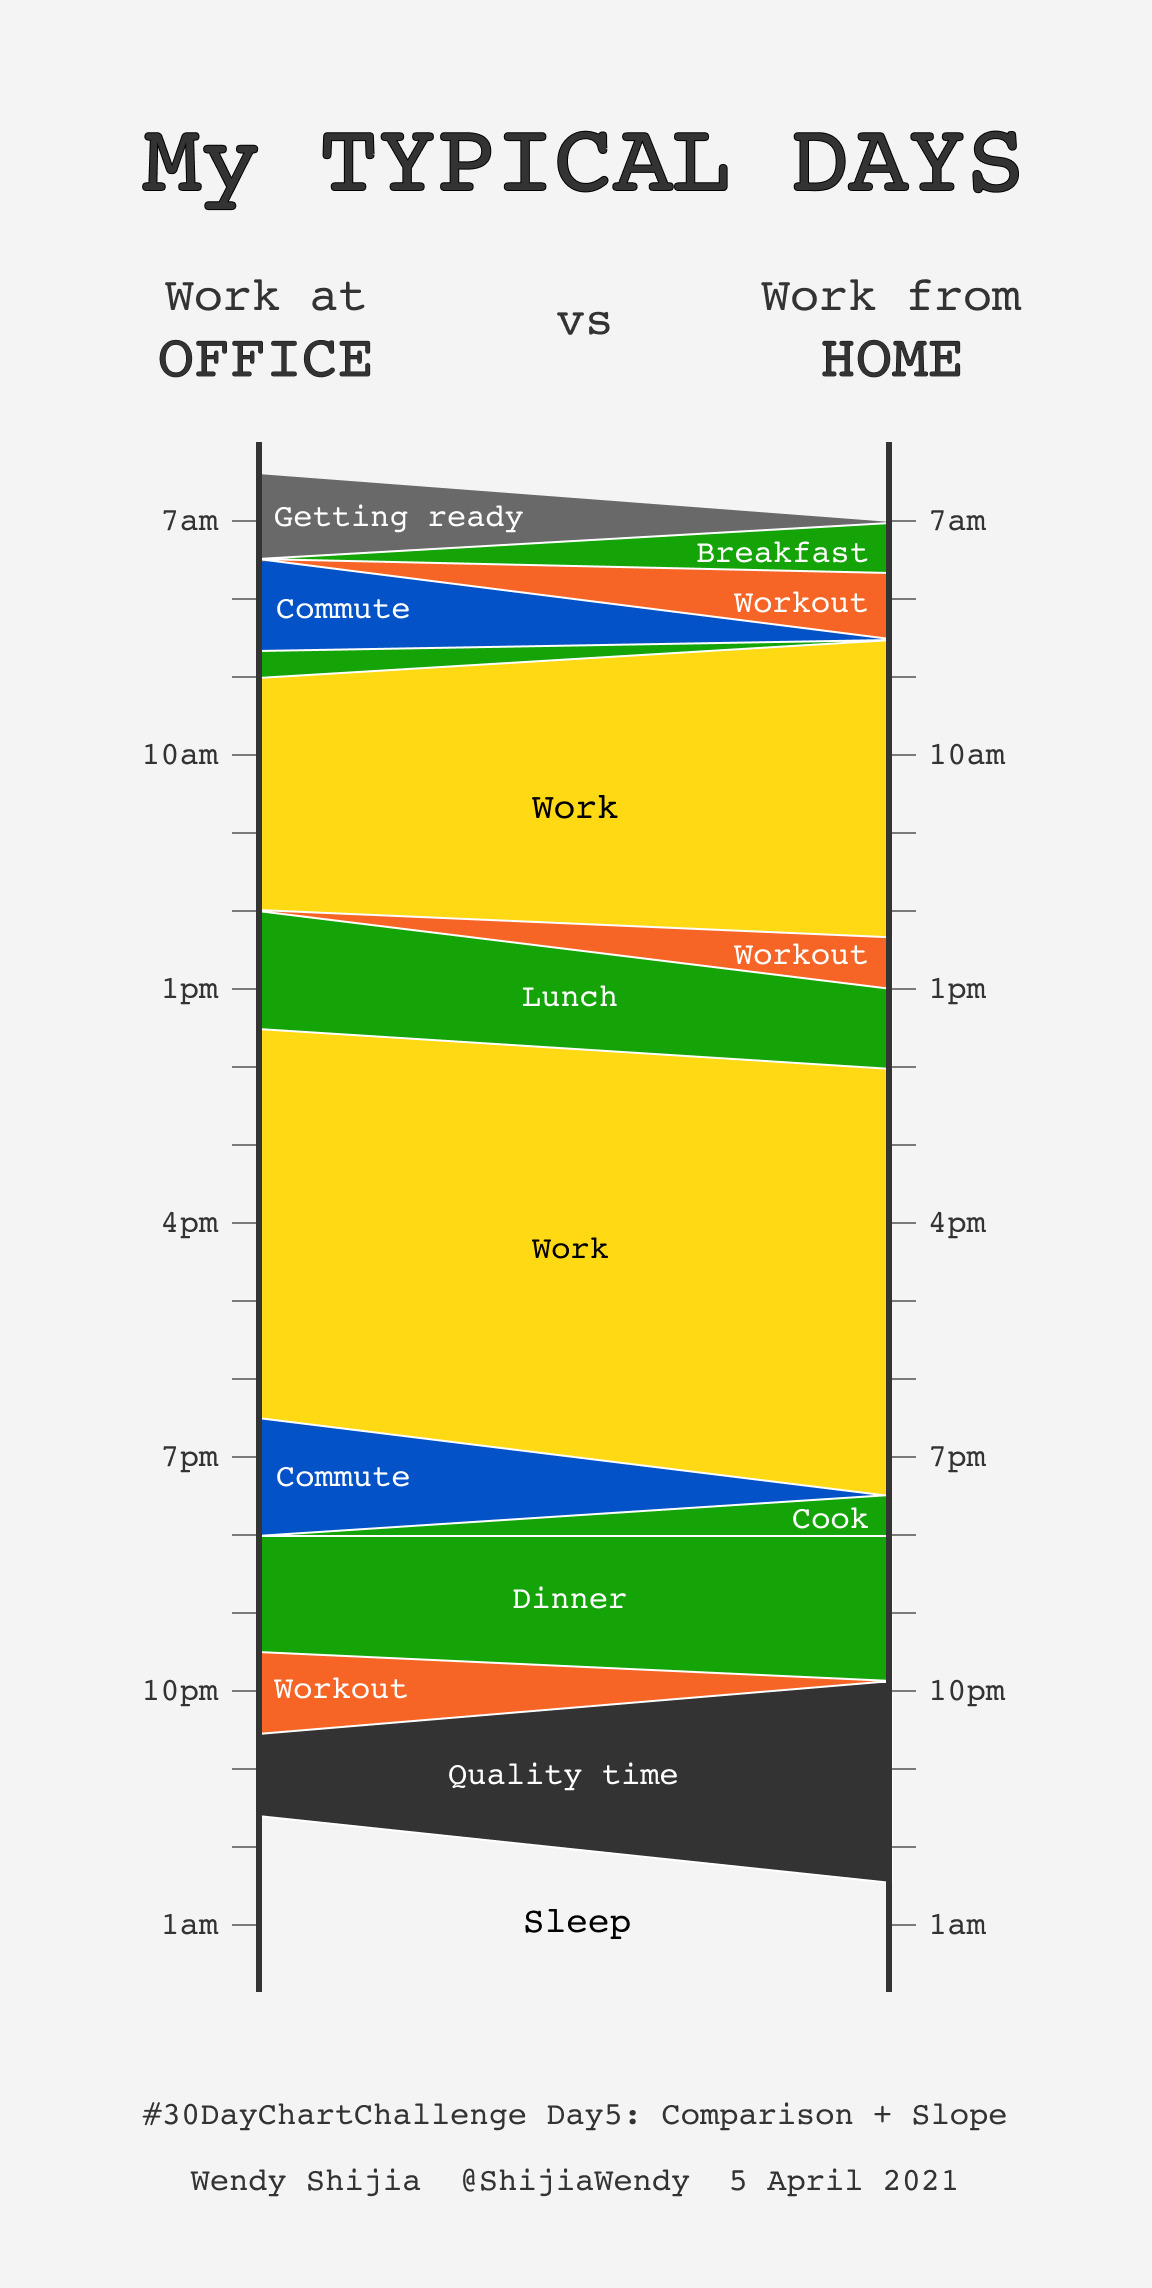 My TYPICAL DAYS
Work at
OFFICE
vs
Work from
HOME
Getting ready
7am
7am
Breakfast
Workout
Commute
10am
10am
Work
Workout
1pm
1pm
Lunch
4pm
4pm
Work
7pm
7pm
Commute
Cook
Dinner
10pm
Workout
10pm
Quality time
1am
Sleep
1am
#30DayChartChallenge Day5: Comparison + Slope
Wendy Shijia @ShijiaWendy 5 April 2021